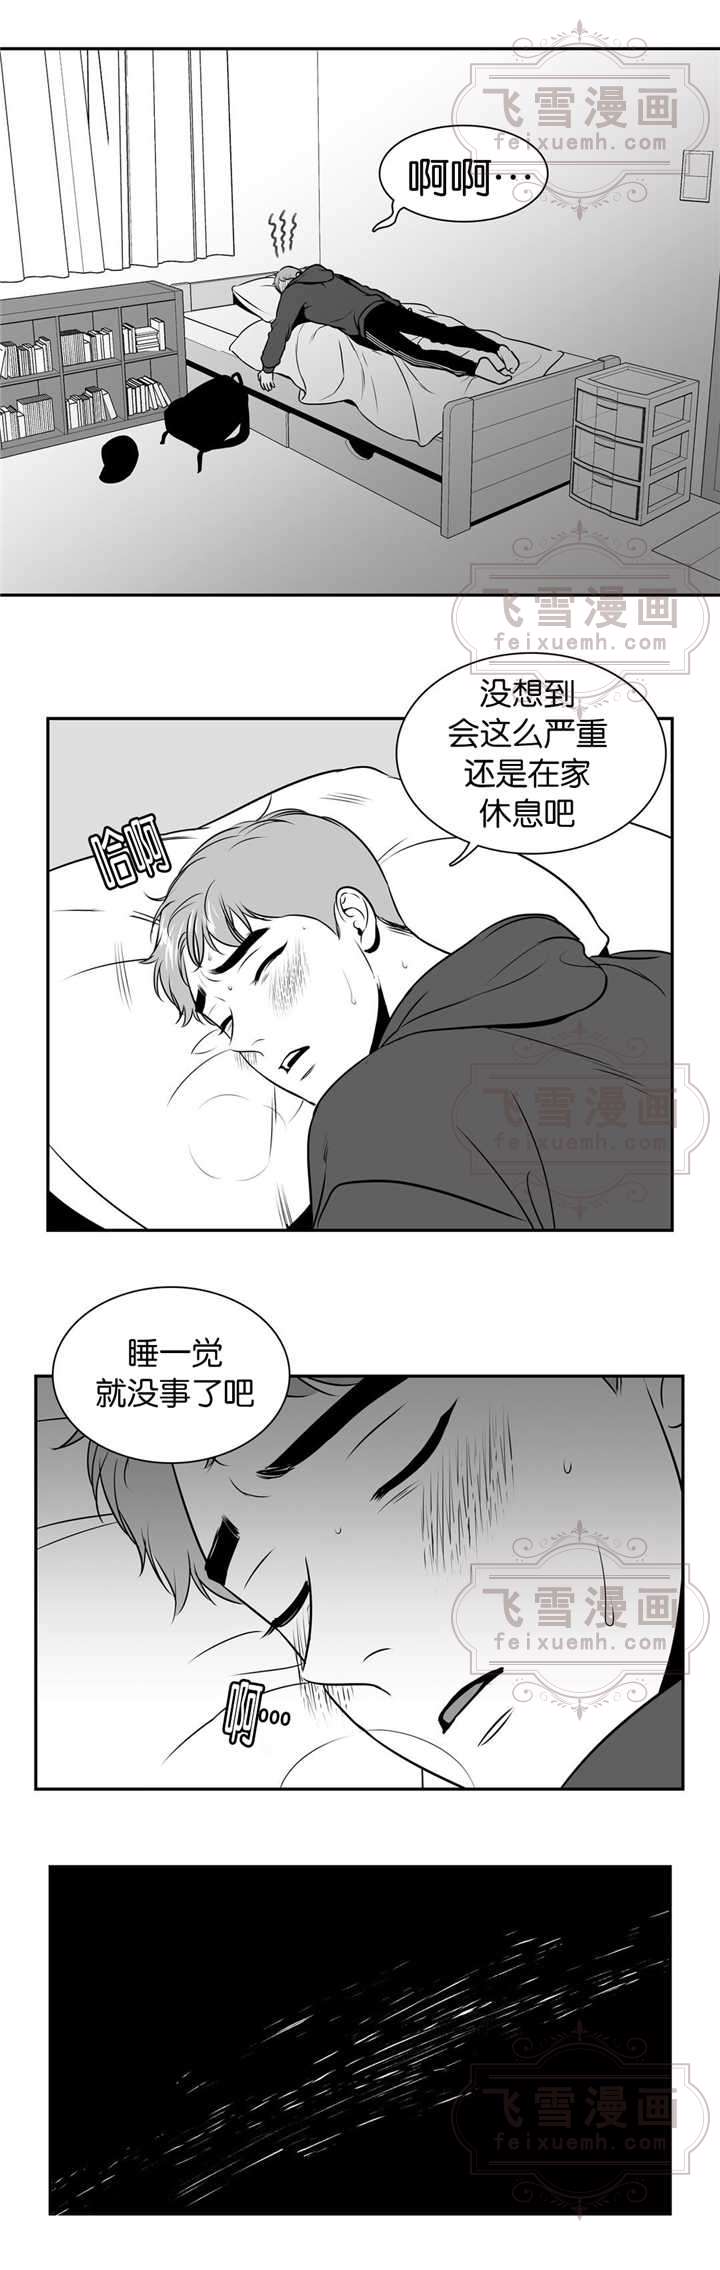 飞雪漫画
feixuemh.com
啊啊…
飞雪漫画
feixuemh.com
没想到
会这么严重
还是在家
休息吧
哈啊
飞雪漫画
feixuemh.com
睡一觉
就没事了吧
飞雪漫画
feixuemh.com
啊...
飞雪漫画
feixuemh.com